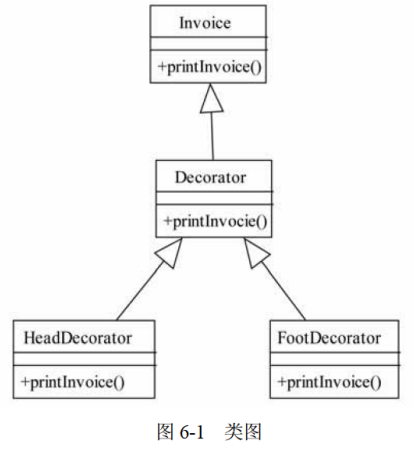 Invoice
+printInvoice()
Decorator
+printInvocie()
HeadDecorator
+printInvoice()
FootDecorator
+printInvoice()
图 6-1 类图